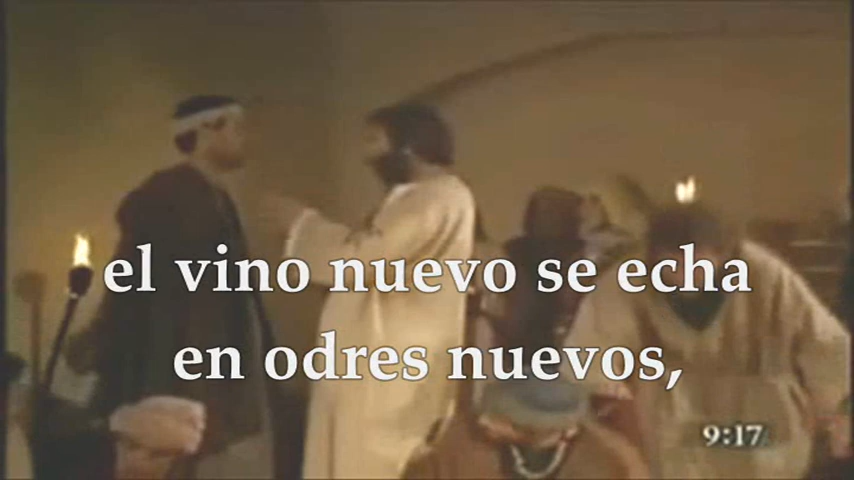 el vino nuevo se echa
en odres nuevos,
9:17